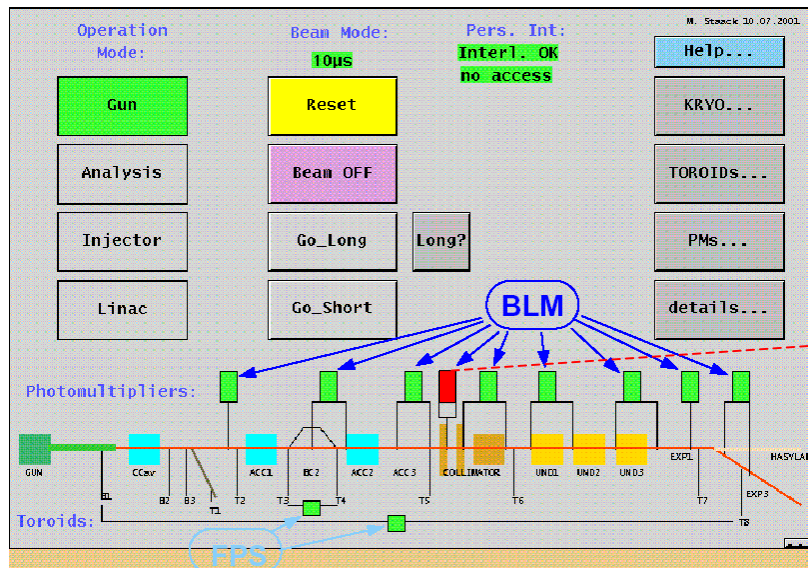 M. Staack 10.07.2001
Operation Mode:
Beam Mode:
10μs
Pers. Int:
Interl. OK
no access
Help...
Gun
Reset
KRYO...
Analysis
Beam OFF
TOROIDs...
Injector
Go_Long
Long?
PMs...
Linac
Go_Short
BLM
details...
Photomultipliers:
GUN
CCav
ACC1
BC2
ACC2
ACC3
COLLIMATOR
UND1
UND2
UND3
EXP1
HASYLAB
B1
B2
B3
T1
T2
T3
T4
T5
T6
T7
EXP3
T8
Toroids:
FPS